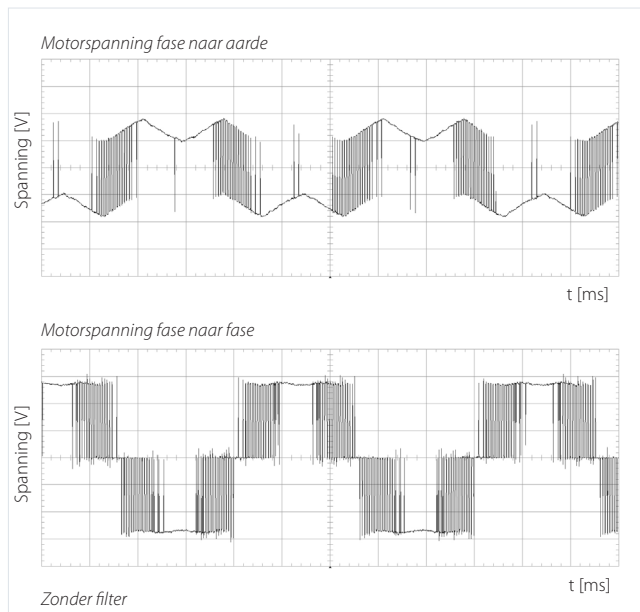 Motorspanning fase naar aarde
Spanning [V]
t [ms]
Motorspanning fase naar fase
Spanning [V]
t [ms]
Zonder filter